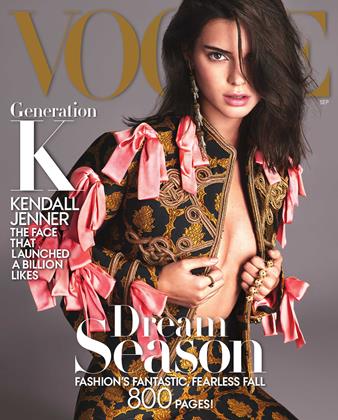 VOGUE
SEP
Generation
K
KENDALL
JENNER
THE FACE
THAT
LAUNCHED
A BILLION
LIKES
Dream
Season
FASHION'S FANTASTIC, FEARLESS FALL
800 PAGES!